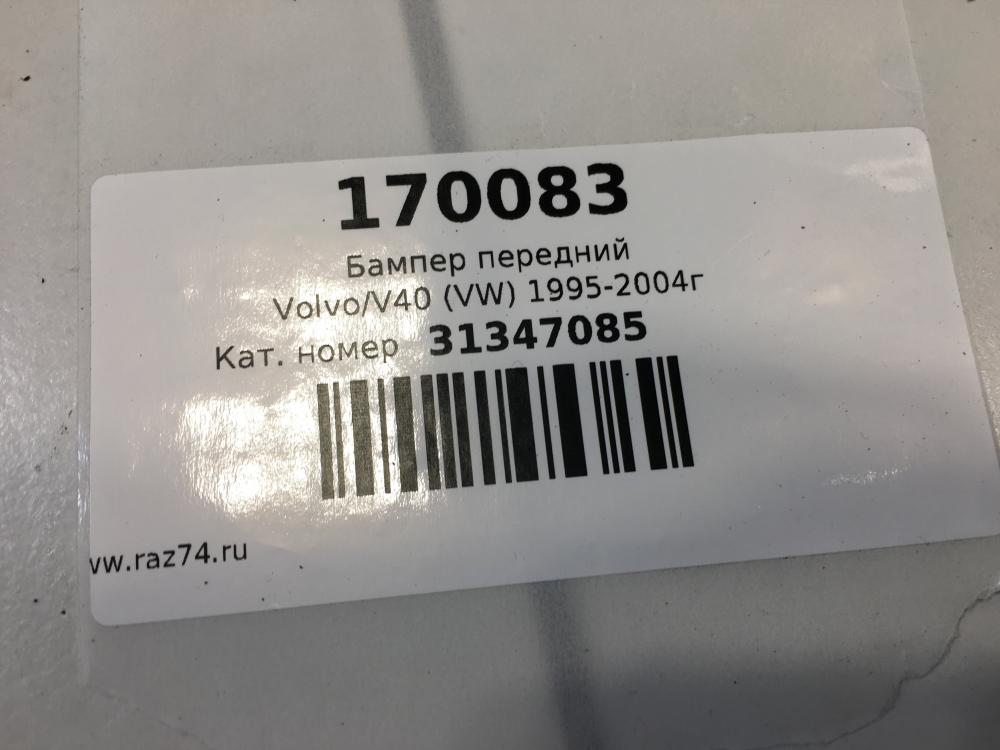 170083
Бампер передний
Volvo/V40 (VW) 1995-2004г
Кат. номер 31347085
vw.raz74.ru